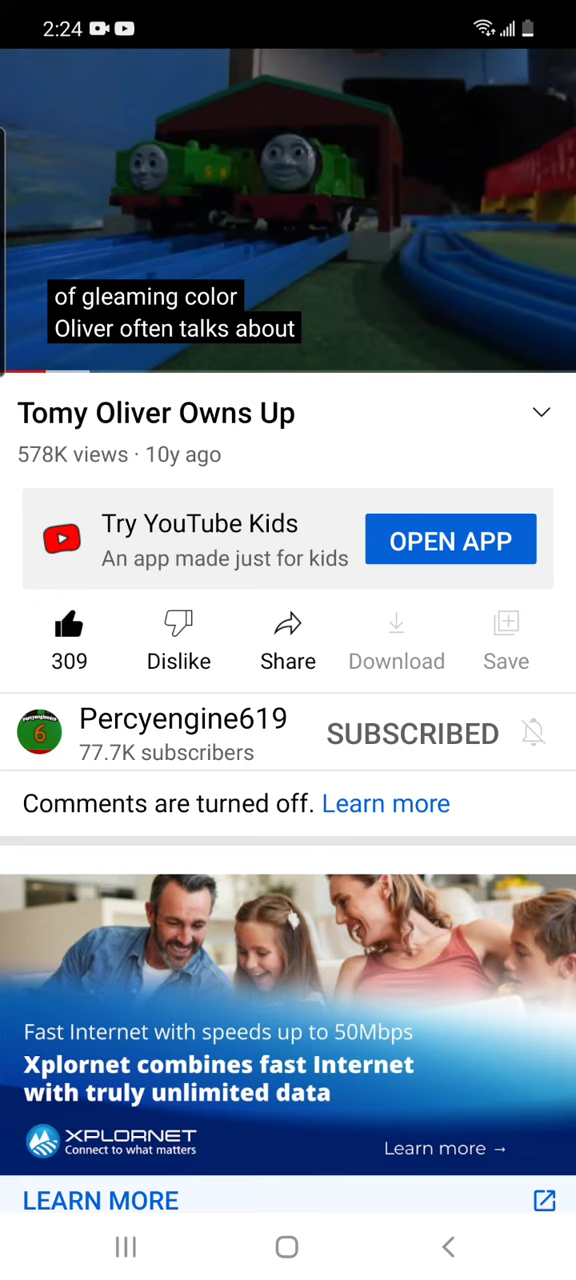 2:24
of gleaming color
Oliver often talks about
Tomy Oliver Owns Up
578K views · 10y ago
Try YouTube Kids
An app made just for kids
OPEN APP
309
Dislike
Share
Download
Save
Percyengine619
77.7K subscribers
SUBSCRIBED
6
Comments are turned off. Learn more
Fast Internet with speeds up to 50Mbps
Xplornet combines fast Internet
with truly unlimited data
XPLORNET
Connect to what matters
Learn more →
LEARN MORE